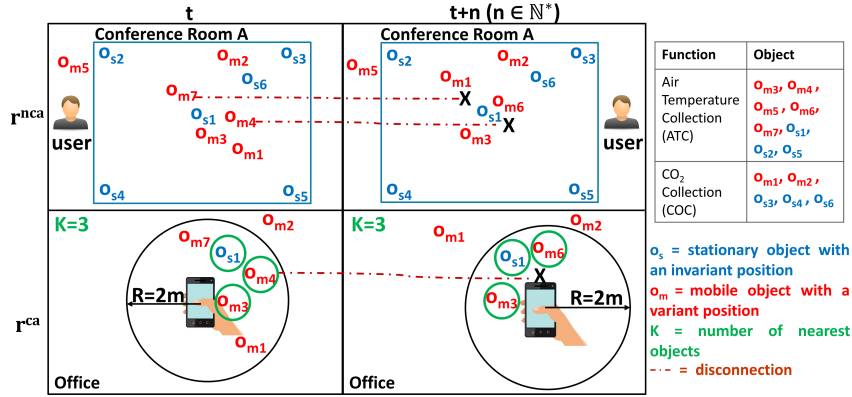 t
t+n (n ∈ ℕ*)
Conference Room A
Conference Room A
r^nca
o_m5
o_s2
o_m2
o_s3
o_s6
o_m7
o_s1
o_m4
o_m3
o_m1
o_s4
o_s5
user
o_m5
o_s2
o_m2
o_s3
o_m1
o_s6
X
o_m6
o_s1
X
o_m3
o_s4
o_s5
user
r^ca
K=3
o_m2
o_m7
o_s1
o_m4
R=2m
o_m3
o_m1
Office
K=3
o_m2
o_m1
o_s1
o_m6
X
o_m3
R=2m
Office
Function
Object
Air
Temperature
Collection
(ATC)
o_m3, o_m4 ,
o_m5 , o_m6,
o_m7, o_s1,
o_s2, o_s5
CO₂
Collection
(COC)
o_m1, o_m2 ,
o_s3, o_s4 , o_s6
o_s = stationary object with
an invariant position
o_m = mobile object with a
variant position
K = number of nearest
objects
= disconnection